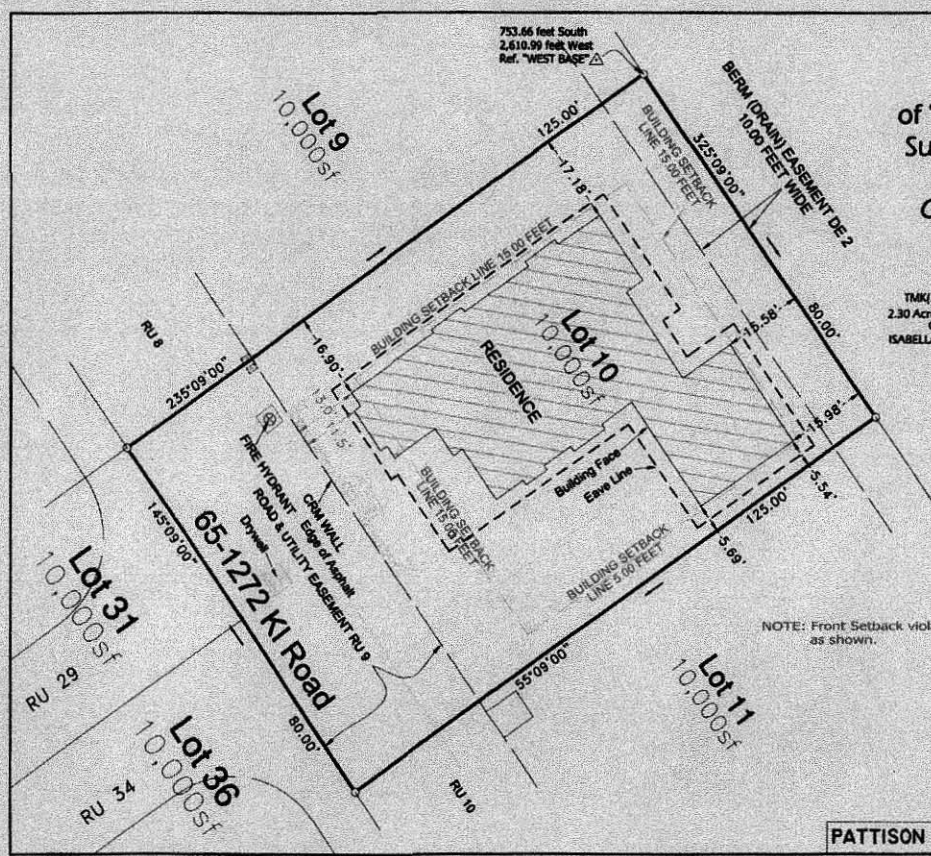 753.66 feet South
2,610.99 feet West
Ref. "WEST BASE"
Lot 9
10,000sf
125.00'
17.18'
BUILDING SETBACK
LINE 15.00 FEET
325°09'00"
BERM (DRAIN) EASEMENT DE 2
10.00 FEET WIDE
of
Su
TMK(
2.30 Acr
ISABELL
BUILDING SETBACK LINE 15.00 FEET
RU 8
235°09'00"
16.90'
Lot 10
10,000sf
RESIDENCE
15.58'
80.00'
15.98'
5.54'
125.00'
5.69'
13.0'
11.5'
FIRE HYDRANT
CRM WALL
Edge of Asphalt
ROAD & UTILITY EASEMENT RU 9
Drywell
Building Face
Eave Line
BUILDING SETBACK
LINE 15.00 FEET
BUILDING SETBACK
LINE 5.00 FEET
145°09'00"
65-1272 KI Road
80.00'
55°09'00"
Lot 31
10,000sf
RU 29
Lot 36
10,000sf
RU 34
RU 10
Lot 11
10,000sf
NOTE: Front Setback viol
as shown.
PATTISON